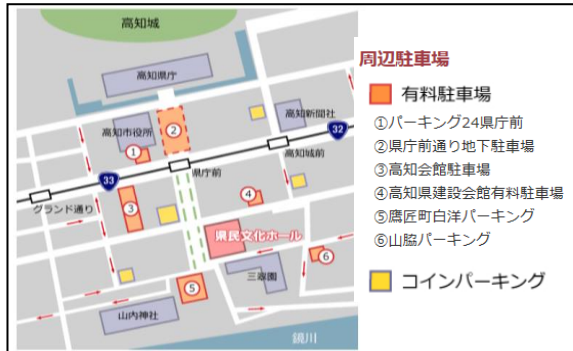 高知城
高知県庁
高知市役所
②
高知新聞社
32
①
高知城前
県庁前
33
グランド通り
③
④
県民文化ホール
⑥
三翠園
⑤
山内神社
鏡川
周辺駐車場
有料駐車場
①パーキング24県庁前
②県庁前通り地下駐車場
③高知会館駐車場
④高知県建設会館有料駐車場
⑤鷹匠町白洋パーキング
⑥山脇パーキング
コインパーキング